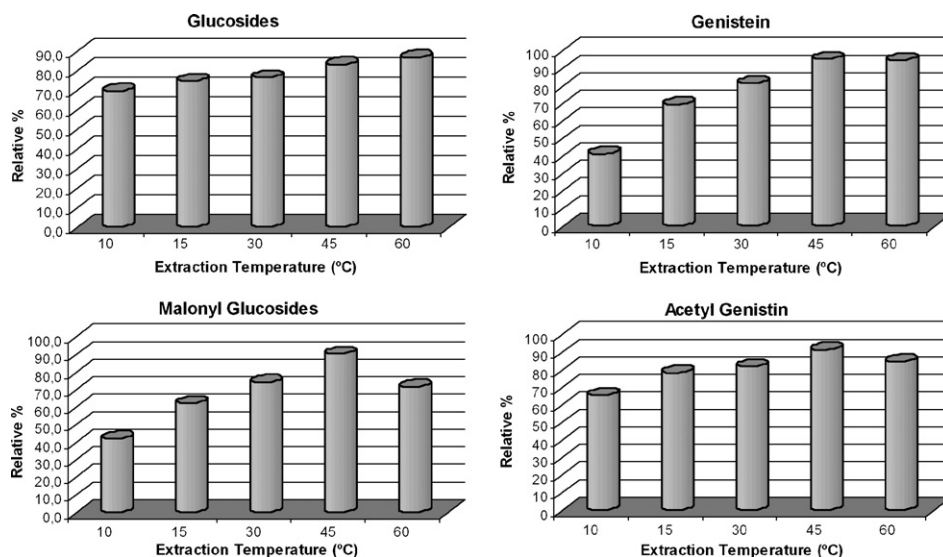 Glucosides
Relative %
90,0
80,0
70,0
60,0
50,0
40,0
30,0
20,0
10,0
0,0
10 15 30 45 60
Extraction Temperature (ºC)
Genistein
Relative %
100
90
80
70
60
50
40
30
20
10
0
10 15 30 45 60
Extraction Temperature (ºC)
Malonyl Glucosides
Relative %
100,0
90,0
80,0
70,0
60,0
50,0
40,0
30,0
20,0
10,0
0,0
10 15 30 45 60
Extraction Temperature (ºC)
Acetyl Genistin
Relative %
100
90
80
70
60
50
40
30
20
10
0
10 15 30 45 60
Extraction Temperature (ºC)